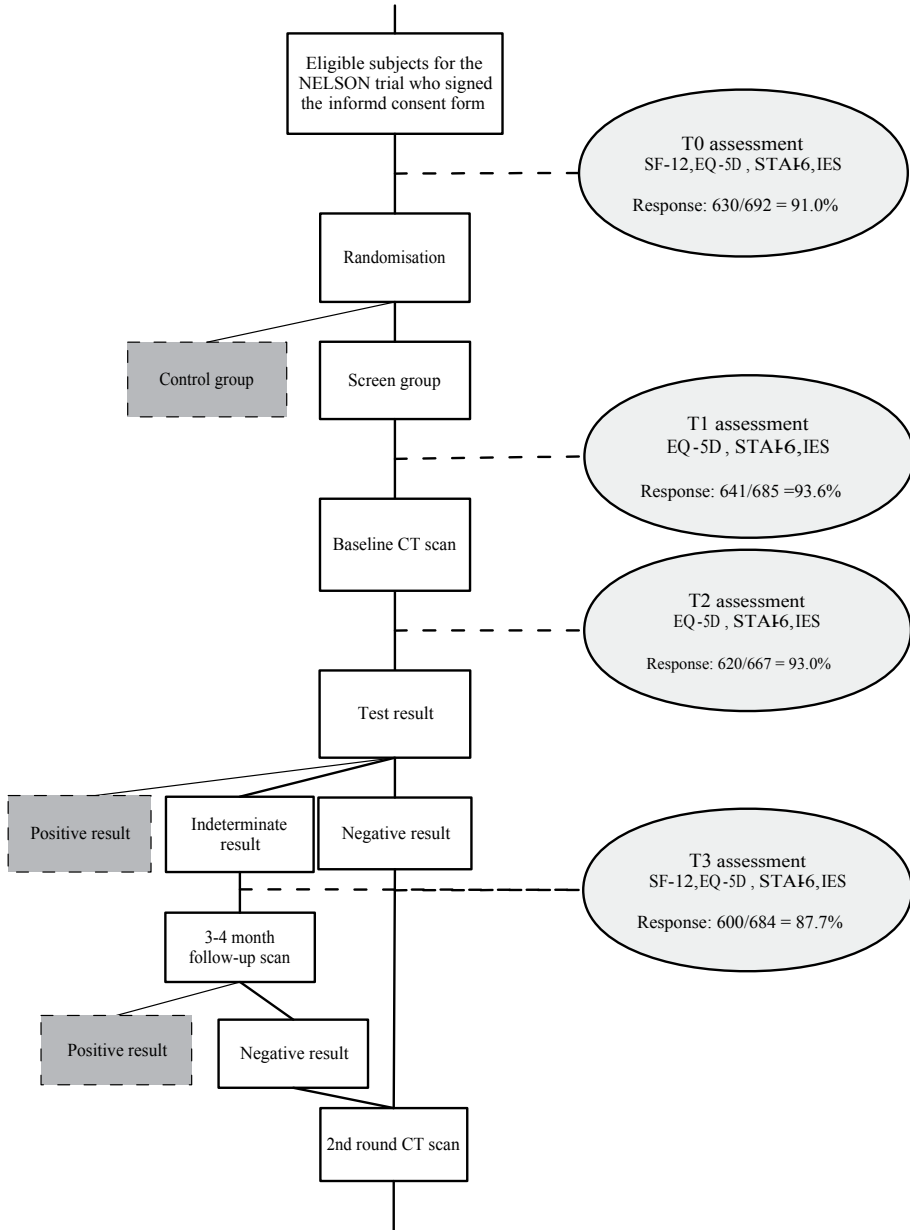 Eligible subjects for the
NELSON trial who signed
the informd consent form
T0 assessment
SF-12,EQ-5D , STAI-6,IES
Response: 630/692 = 91.0%
Randomisation
Control group
Screen group
T1 assessment
EQ-5D , STAI-6,IES
Response: 641/685 =93.6%
Baseline CT scan
T2 assessment
EQ-5D , STAI-6,IES
Response: 620/667 = 93.0%
Test result
Positive result
Indeterminate
result
Negative result
T3 assessment
SF-12,EQ-5D , STAI-6,IES
Response: 600/684 = 87.7%
3-4 month
follow-up scan
Positive result
Negative result
2nd round CT scan